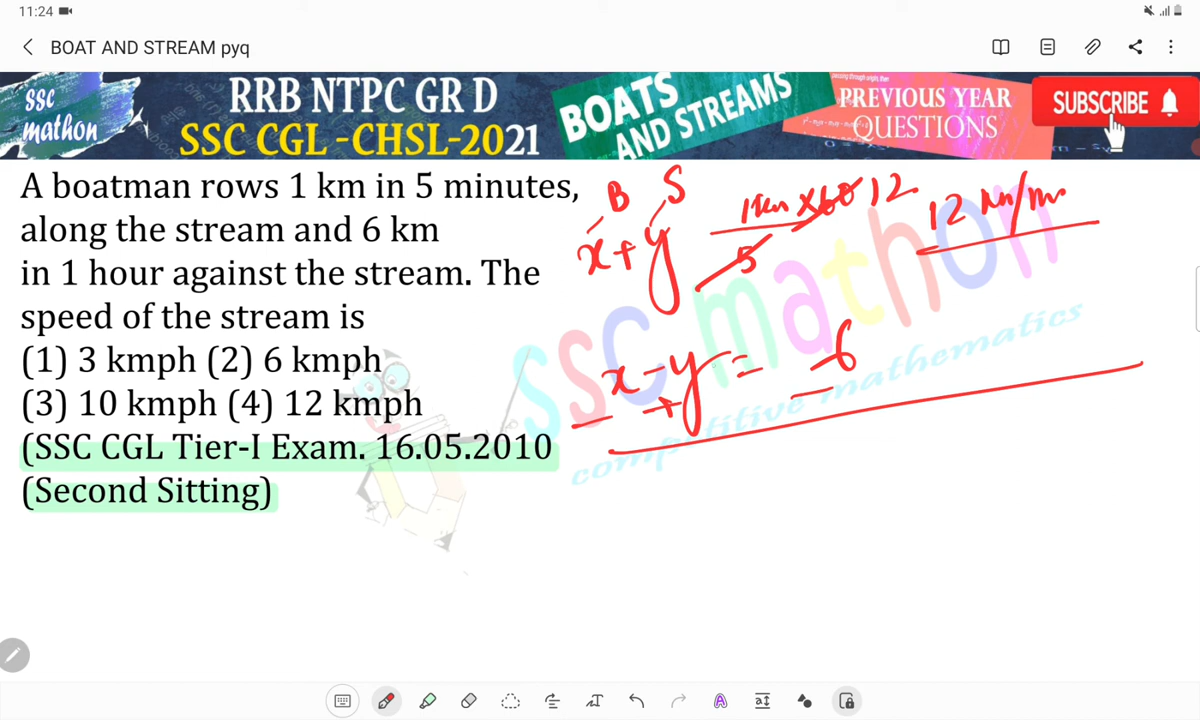 11:24
BOAT AND STREAM pyq
SSC
mathon
RRB NTPC GR D
SSC CGL -CHSL-2021
BOATS
AND STREAMS
PREVIOUS YEAR
QUESTIONS
SUBSCRIBE
A boatman rows 1 km in 5 minutes,
along the stream and 6 km
in 1 hour against the stream. The
speed of the stream is
(1) 3 kmph (2) 6 kmph
(3) 10 kmph (4) 12 kmph
(SSC CGL Tier-I Exam. 16.05.2010
(Second Sitting)
B S
x + y
1km × 60 12
5
12 km/hr
x - y = 6
- + -
ssc mathon
competitive mathematics